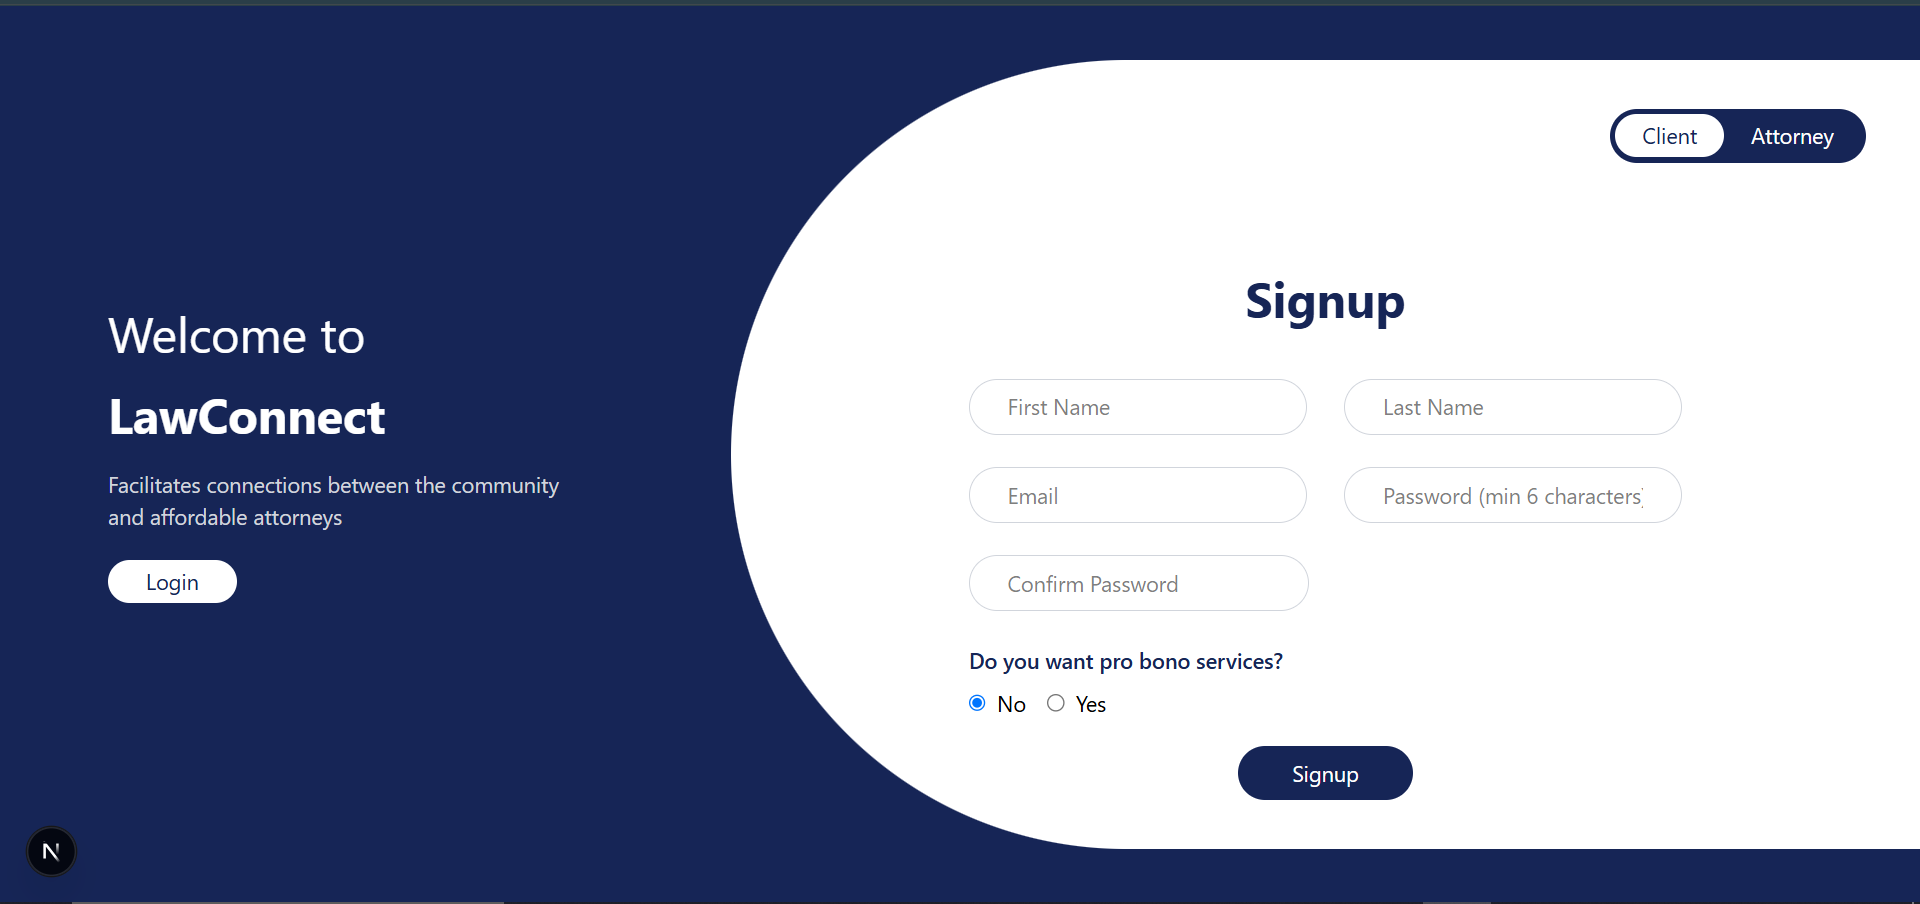 Client Attorney
Welcome to
LawConnect
Facilitates connections between the community
and affordable attorneys
Login
Signup
First Name
Last Name
Email
Password (min 6 characters)
Confirm Password
Do you want pro bono services?
No Yes
Signup
N